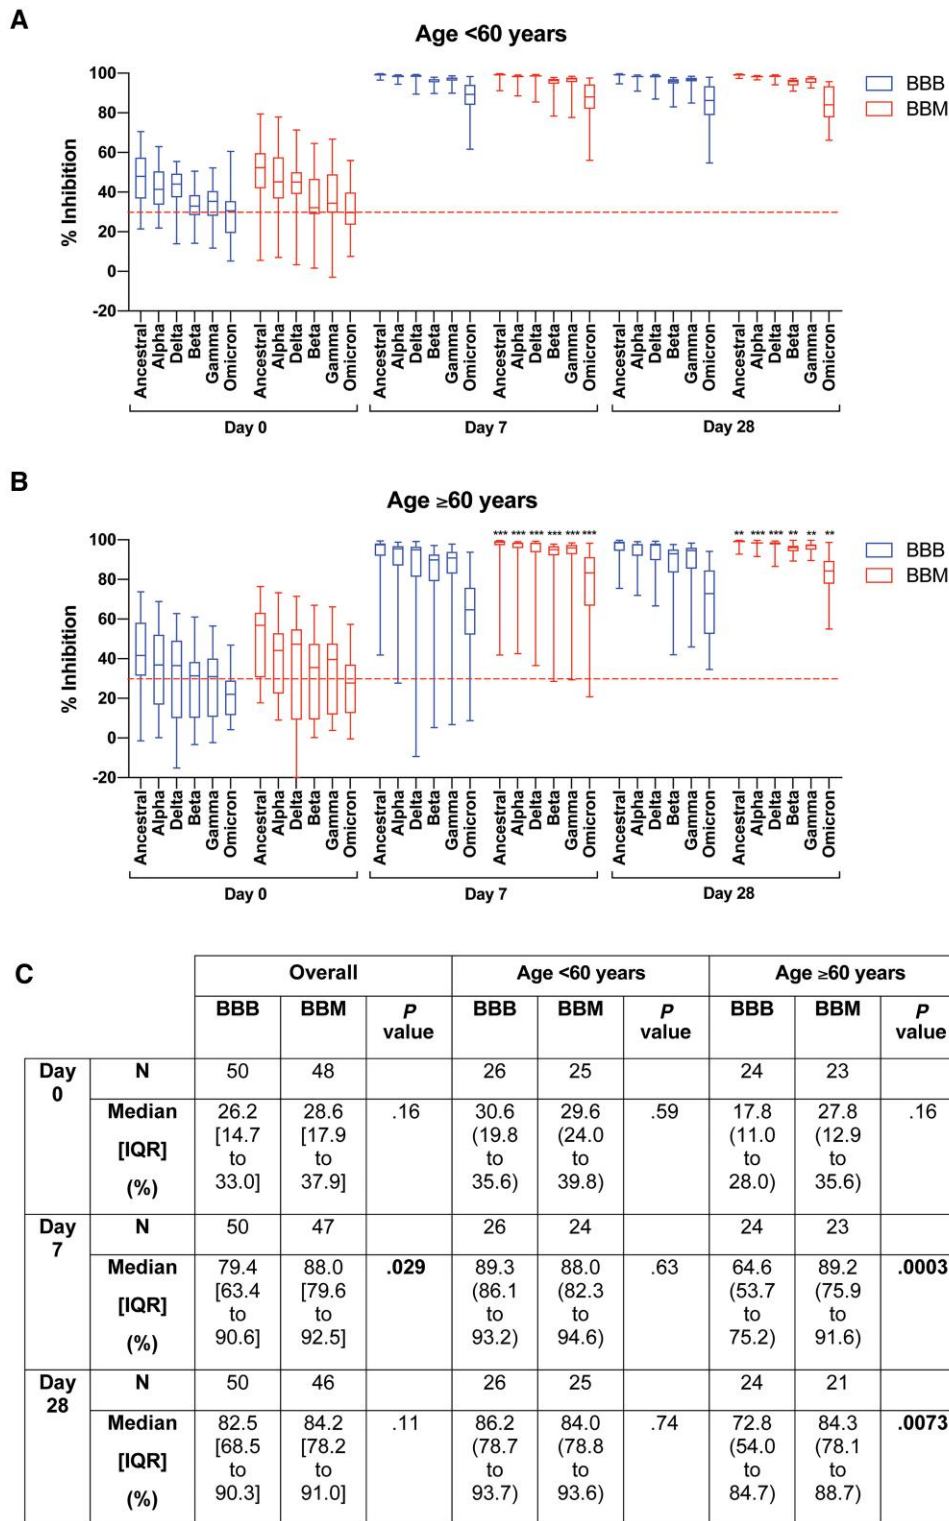 A
Age <60 years
BBB
BBM
% Inhibition
100
80
60
40
20
0
-20
Ancestral Alpha Delta Beta Gamma Omicron Ancestral Alpha Delta Beta Gamma Omicron Ancestral Alpha Delta Beta Gamma Omicron Ancestral Alpha Delta Beta Gamma Omicron Ancestral Alpha Delta Beta Gamma Omicron Ancestral Alpha Delta Beta Gamma Omicron
Day 0 Day 7 Day 28
B
Age ≥60 years
*** *** *** *** *** *** ** *** *** ** ** **
BBB
BBM
% Inhibition
100
80
60
40
20
0
-20
Ancestral Alpha Delta Beta Gamma Omicron Ancestral Alpha Delta Beta Gamma Omicron Ancestral Alpha Delta Beta Gamma Omicron Ancestral Alpha Delta Beta Gamma Omicron Ancestral Alpha Delta Beta Gamma Omicron Ancestral Alpha Delta Beta Gamma Omicron
Day 0 Day 7 Day 28
C
Overall Age <60 years Age ≥60 years
BBB BBM P BBB BBM P BBB BBM P
value value value
Day N 50 48 26 25 24 23
0
Median 26.2 28.6 .16 30.6 29.6 .59 17.8 27.8 .16
[IQR] [14.7 [17.9 (19.8 (24.0 (11.0 (12.9
to to to to to to
(%) 33.0] 37.9] 35.6) 39.8) 28.0) 35.6)
Day N 50 47 26 24 24 23
7
Median 79.4 88.0 .029 89.3 88.0 .63 64.6 89.2 .0003
[IQR] [63.4 [79.6 (86.1 (82.3 (53.7 (75.9
to to to to to to
(%) 90.6] 92.5] 93.2) 94.6) 75.2) 91.6)
Day N 50 46 26 25 24 21
28
Median 82.5 84.2 .11 86.2 84.0 .74 72.8 84.3 .0073
[IQR] [68.5 [78.2 (78.7 (78.8 (54.0 (78.1
to to to to to to
(%) 90.3] 91.0] 93.7) 93.6) 84.7) 88.7)